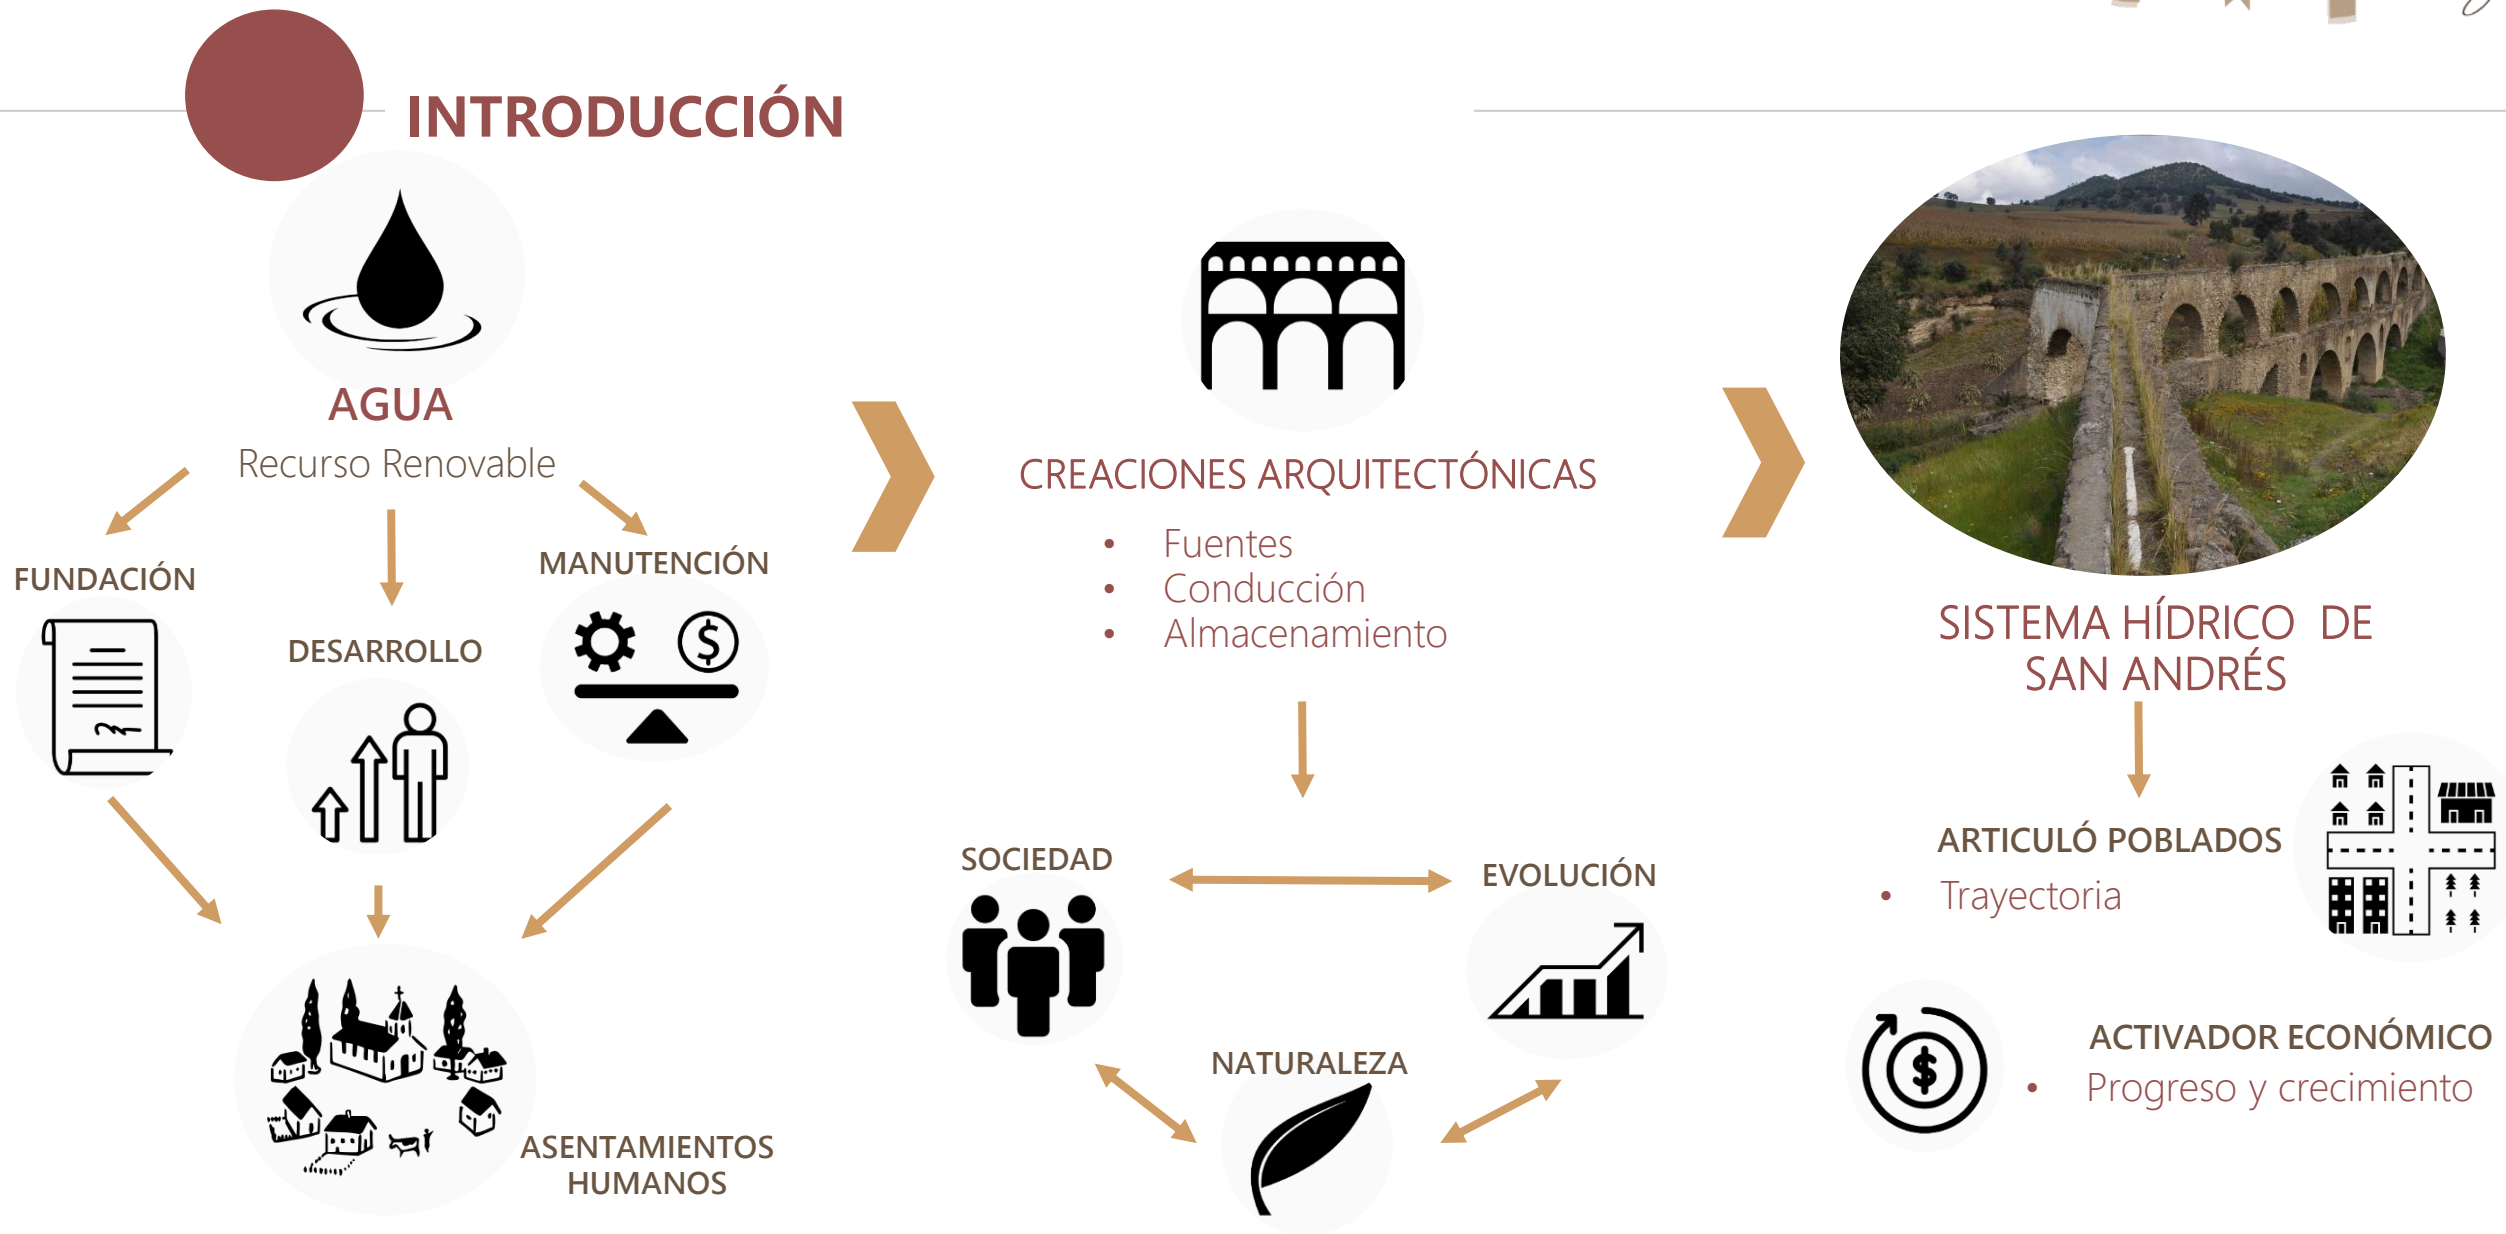 INTRODUCCIÓN
AGUA
Recurso Renovable
FUNDACIÓN
DESARROLLO
MANUTENCIÓN
ASENTAMIENTOS
HUMANOS
CREACIONES ARQUITECTÓNICAS
• Fuentes
• Conducción
• Almacenamiento
SOCIEDAD
EVOLUCIÓN
NATURALEZA
SISTEMA HÍDRICO DE
SAN ANDRÉS
ARTICULÓ POBLADOS
• Trayectoria
ACTIVADOR ECONÓMICO
• Progreso y crecimiento